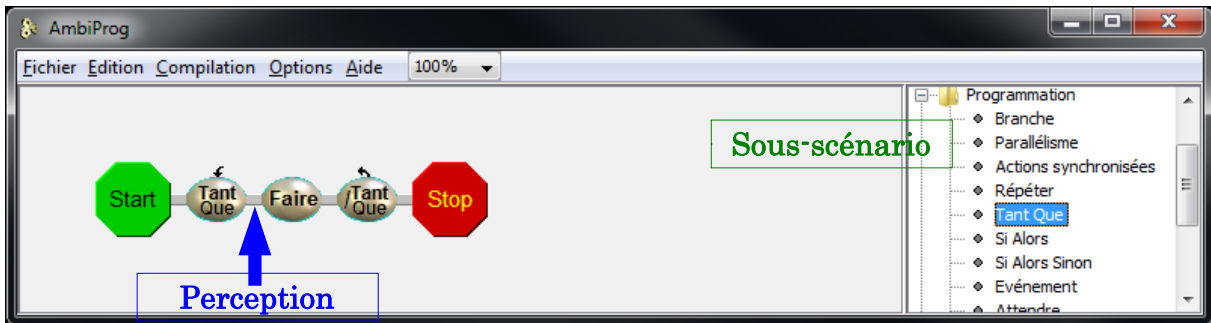 AmbiProg
Fichier Edition Compilation Options Aide 100%
Programmation
Branche
Parallélisme
Actions synchronisées
Répéter
Tant Que
Si Alors
Si Alors Sinon
Evénement
Attendre
Sous-scénario
Start
Tant
Que
Faire
/Tant
Que
Stop
Perception